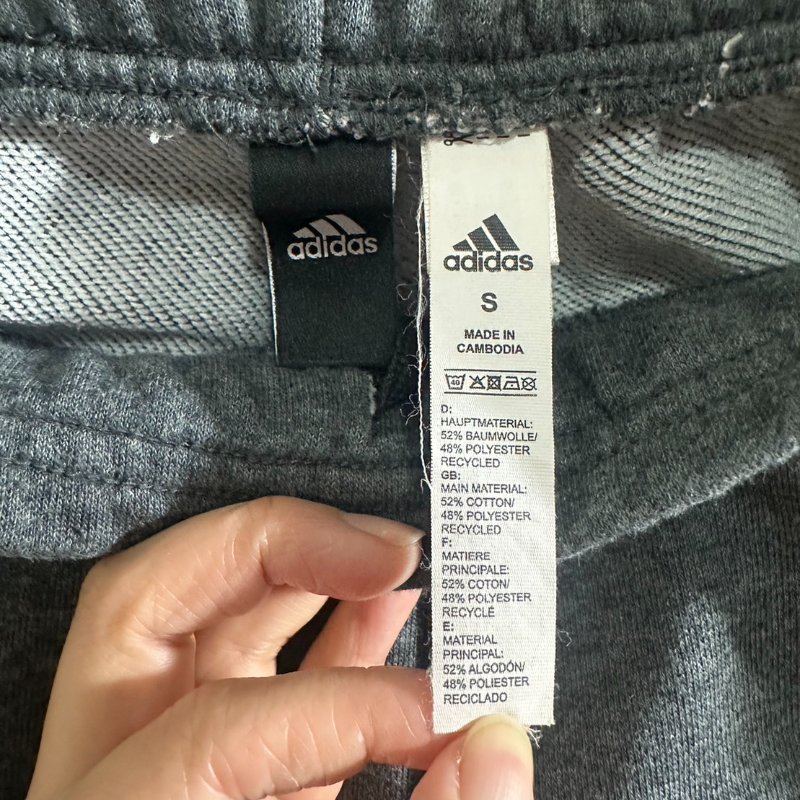 adidas
adidas
S
MADE IN
CAMBODIA
40
D:
HAUPTMATERIAL:
52% BAUMWOLLE/
48% POLYESTER
RECYCLED
GB:
MAIN MATERIAL:
52% COTTON/
48% POLYESTER
RECYCLED
F:
MATIERE
PRINCIPALE:
52% COTON/
48% POLYESTER
RECYCLÉ
E:
MATERIAL
PRINCIPAL:
52% ALGODÓN/
48% POLIESTER
RECICLADO